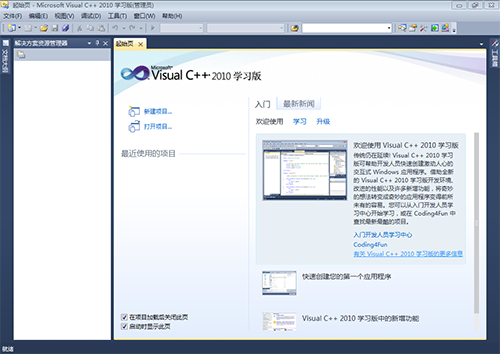 起始页 - Microsoft Visual C++ 2010 学习版(管理员)
文件(F) 编辑(E) 视图(V) 调试(D) 工具(T) 窗口(W) 帮助(H)
文档大纲
解决方案资源管理器
起始页
工具箱
Microsoft®
Visual C++ 2010 学习版
新建项目...
打开项目...
最近使用的项目
在项目加载后关闭此页
启动时显示此页
入门 最新新闻
欢迎使用 学习 升级
欢迎使用 Visual C++ 2010 学习版
传统仍在延续! Visual C++ 2010 学习
版可帮助开发人员快速创建激动人心的
交互式 Windows 应用程序。借助全新
的 Visual C++ 2010 学习版开发环境、
改进的性能以及许多新增功能，将奇妙
的想法转变成奇妙的应用程序变得前所
未有的容易。您可以从入门开发人员学
习中心开始学习，或在 Coding4Fun 中
查找最新最酷的项目。
入门开发人员学习中心
Coding4Fun
有关 Visual C++ 2010 学习版的更多信息
快速创建您的第一个应用程序
Visual C++ 2010 学习版中的新增功能
就绪